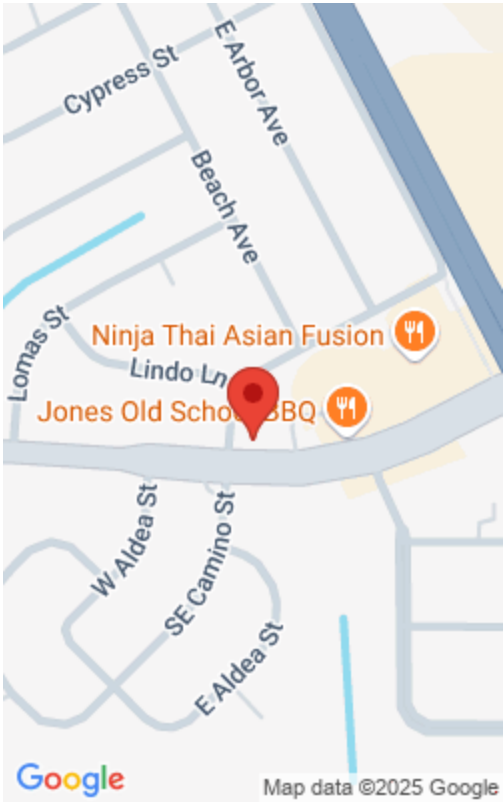 E Arbor Ave
Cypress St
Beach Ave
Lomas St
Ninja Thai Asian Fusion
Lindo Ln
Jones Old School BBQ
W Aldea St
SE Camino St
E Aldea St
Google
Map data ©2025 Google